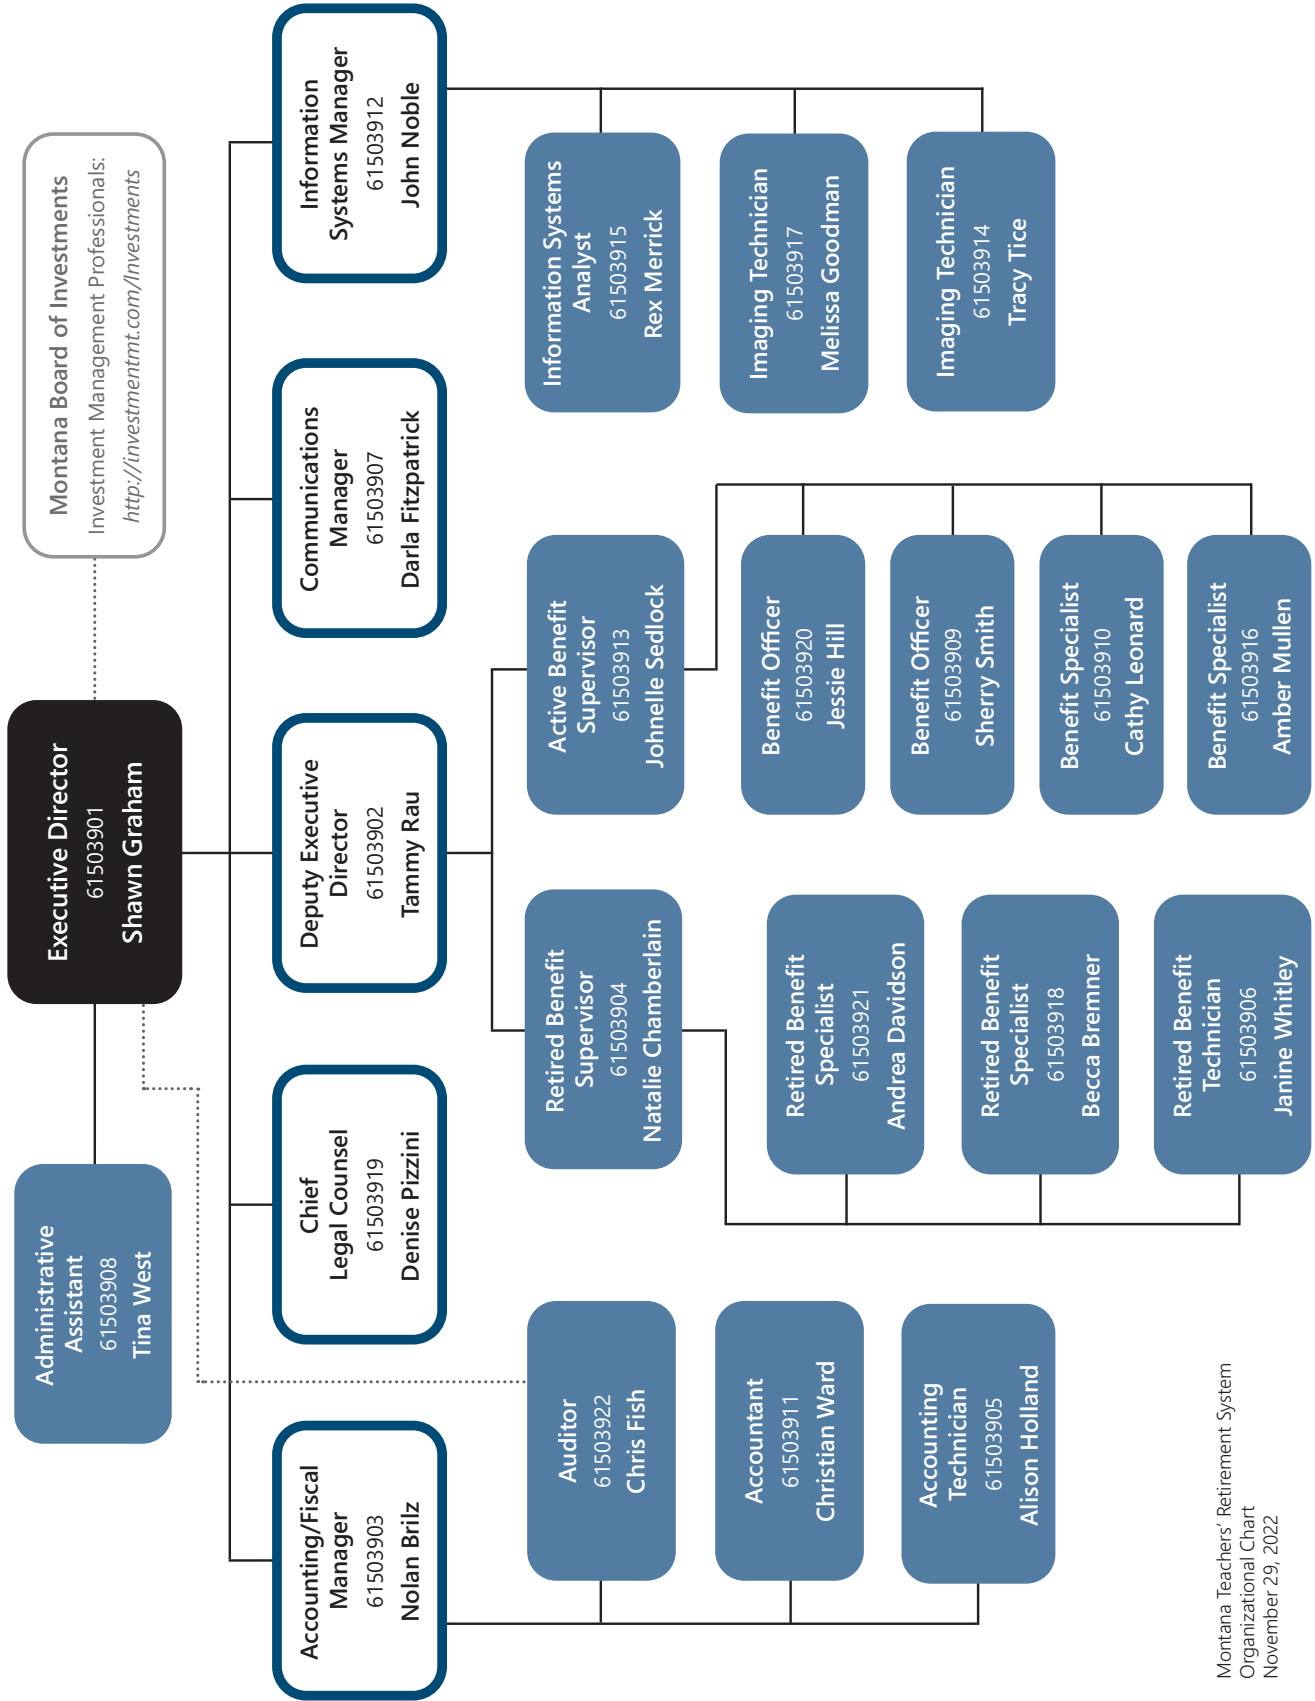 Montana Board of Investments
Investment Management Professionals:
http://investmentmt.com/Investments
Executive Director
61503901
Shawn Graham
Administrative
Assistant
61503908
Tina West
Accounting/Fiscal
Manager
61503903
Nolan Brilz
Chief
Legal Counsel
61503919
Denise Pizzini
Deputy Executive
Director
61503902
Tammy Rau
Communications
Manager
61503907
Darla Fitzpatrick
Information
Systems Manager
61503912
John Noble
Auditor
61503922
Chris Fish
Accountant
61503911
Christian Ward
Accounting
Technician
61503905
Alison Holland
Retired Benefit
Supervisor
61503904
Natalie Chamberlain
Retired Benefit
Specialist
61503921
Andrea Davidson
Retired Benefit
Specialist
61503918
Becca Bremner
Retired Benefit
Technician
61503906
Janine Whitley
Active Benefit
Supervisor
61503913
Johnelle Sedlock
Benefit Officer
61503920
Jessie Hill
Benefit Officer
61503909
Sherry Smith
Benefit Specialist
61503910
Cathy Leonard
Benefit Specialist
61503916
Amber Mullen
Information Systems
Analyst
61503915
Rex Merrick
Imaging Technician
61503917
Melissa Goodman
Imaging Technician
61503914
Tracy Tice
Montana Teachers’ Retirement System
Organizational Chart
November 29, 2022